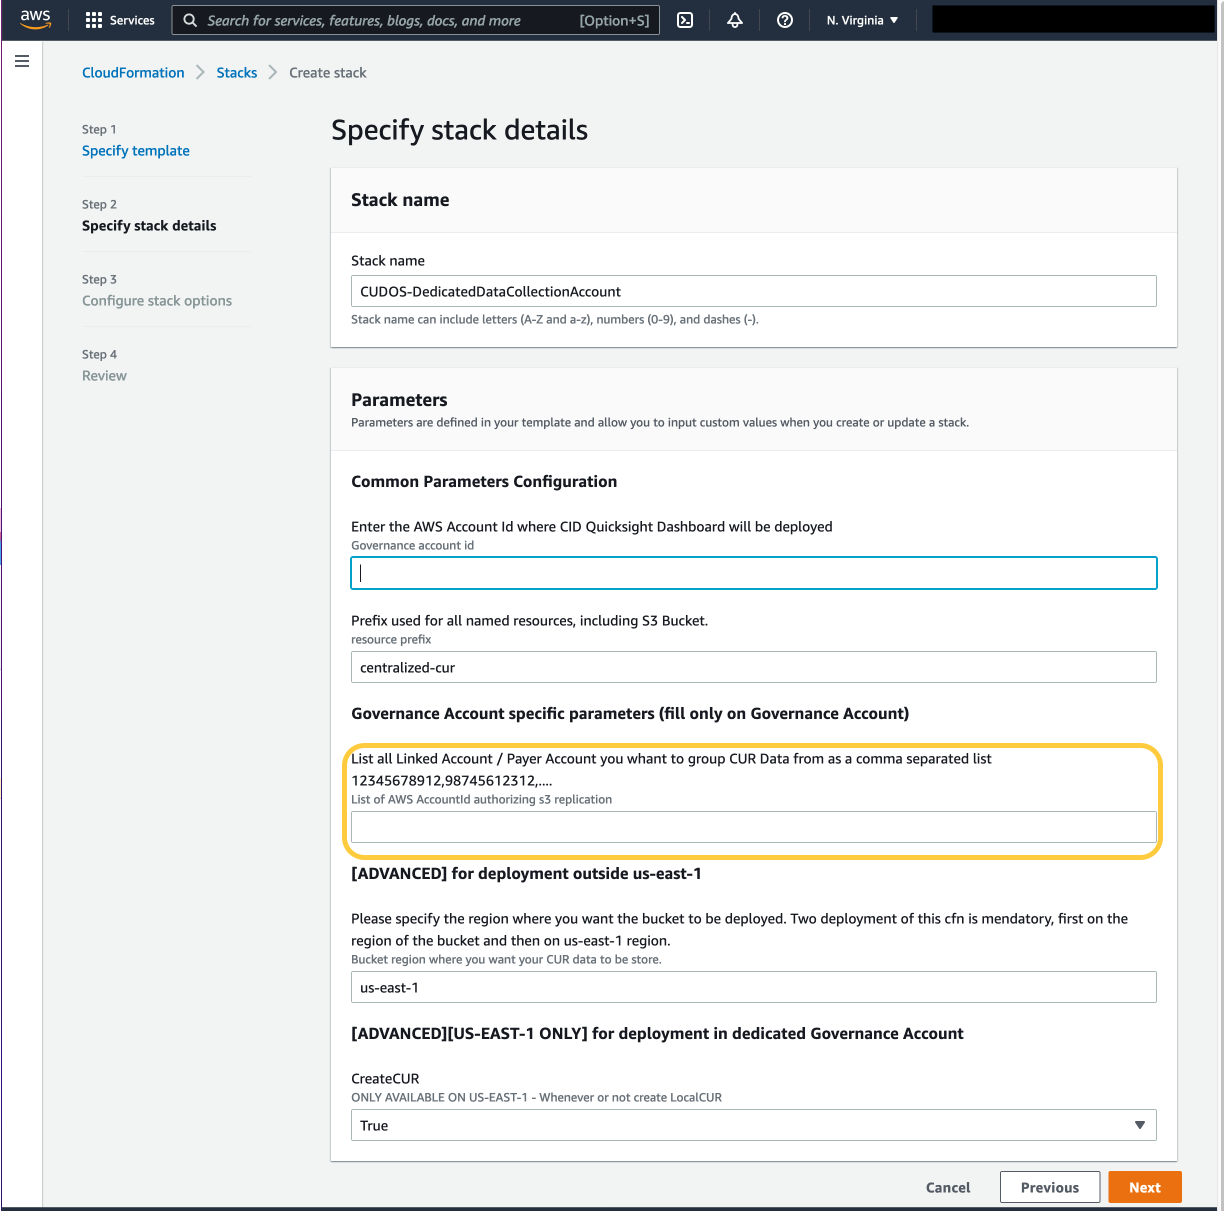 aws
Services
Search for services, features, blogs, docs, and more
[Option+S]
N. Virginia
CloudFormation
Stacks
Create stack
Step 1
Specify template
Step 2
Specify stack details
Step 3
Configure stack options
Step 4
Review
Specify stack details
Stack name
Stack name
CUDOS-DedicatedDataCollectionAccount
Stack name can include letters (A-Z and a-z), numbers (0-9), and dashes (-).
Parameters
Parameters are defined in your template and allow you to input custom values when you create or update a stack.
Common Parameters Configuration
Enter the AWS Account Id where CID Quicksight Dashboard will be deployed
Governance account id
Prefix used for all named resources, including S3 Bucket.
resource prefix
centralized-cur
Governance Account specific parameters (fill only on Governance Account)
List all Linked Account / Payer Account you whant to group CUR Data from as a comma separated list
12345678912,98745612312,....
List of AWS AccountId authorizing s3 replication
[ADVANCED] for deployment outside us-east-1
Please specify the region where you want the bucket to be deployed. Two deployment of this cfn is mendatory, first on the
region of the bucket and then on us-east-1 region.
Bucket region where you want your CUR data to be store.
us-east-1
[ADVANCED][US-EAST-1 ONLY] for deployment in dedicated Governance Account
CreateCUR
ONLY AVAILABLE ON US-EAST-1 - Whenever or not create LocalCUR
True
Cancel
Previous
Next